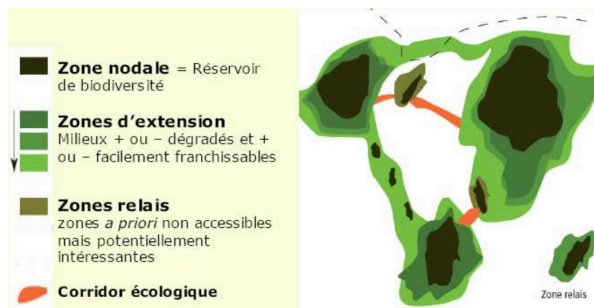 Zone nodale = Réservoir
de biodiversité
Zones d'extension
Milieux + ou – dégradés et +
ou – facilement franchissables
Zones relais
zones a priori non accessibles
mais potentiellement
intéressantes
Corridor écologique
Zone relais